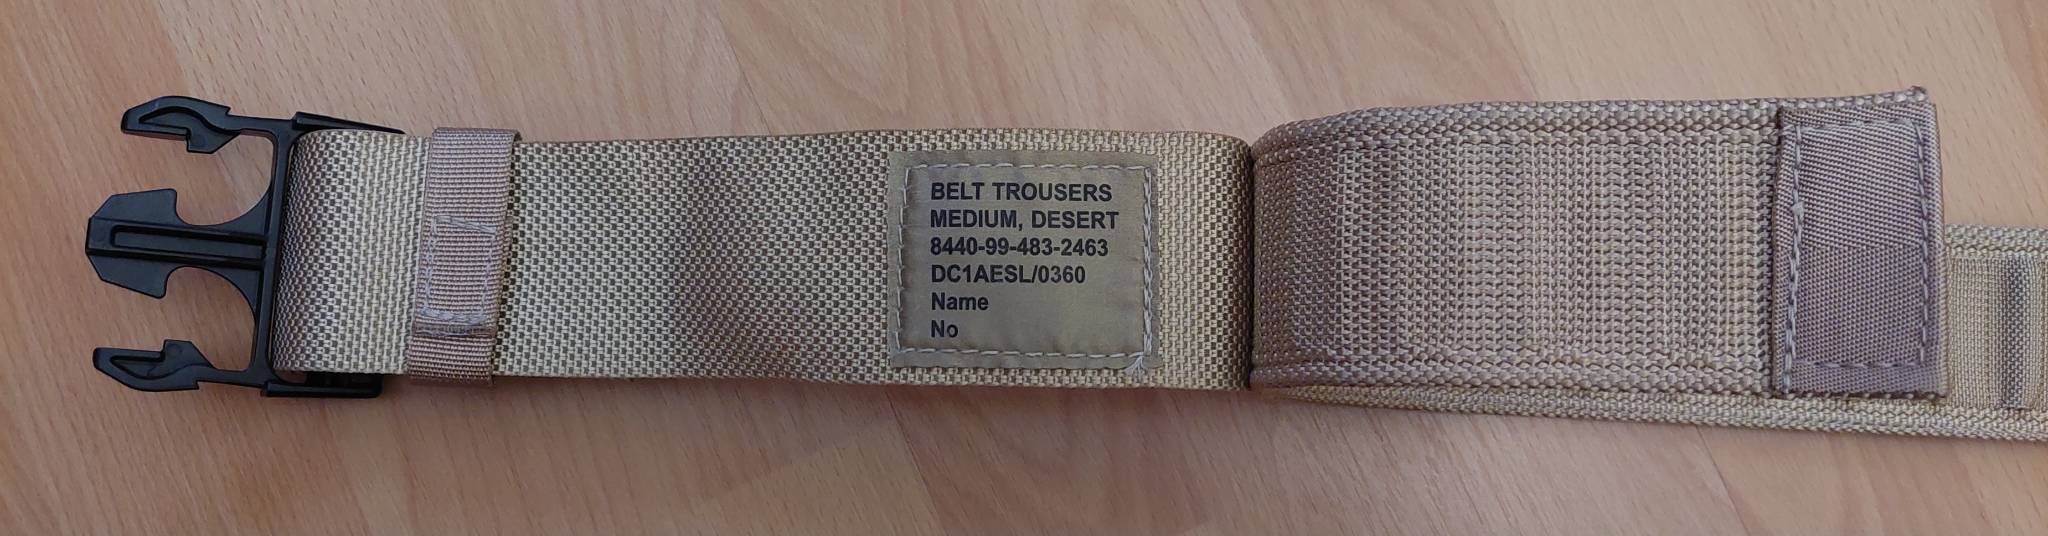 BELT TROUSERS
MEDIUM, DESERT
8440-99-483-2463
DC1AESL/0360
Name
No